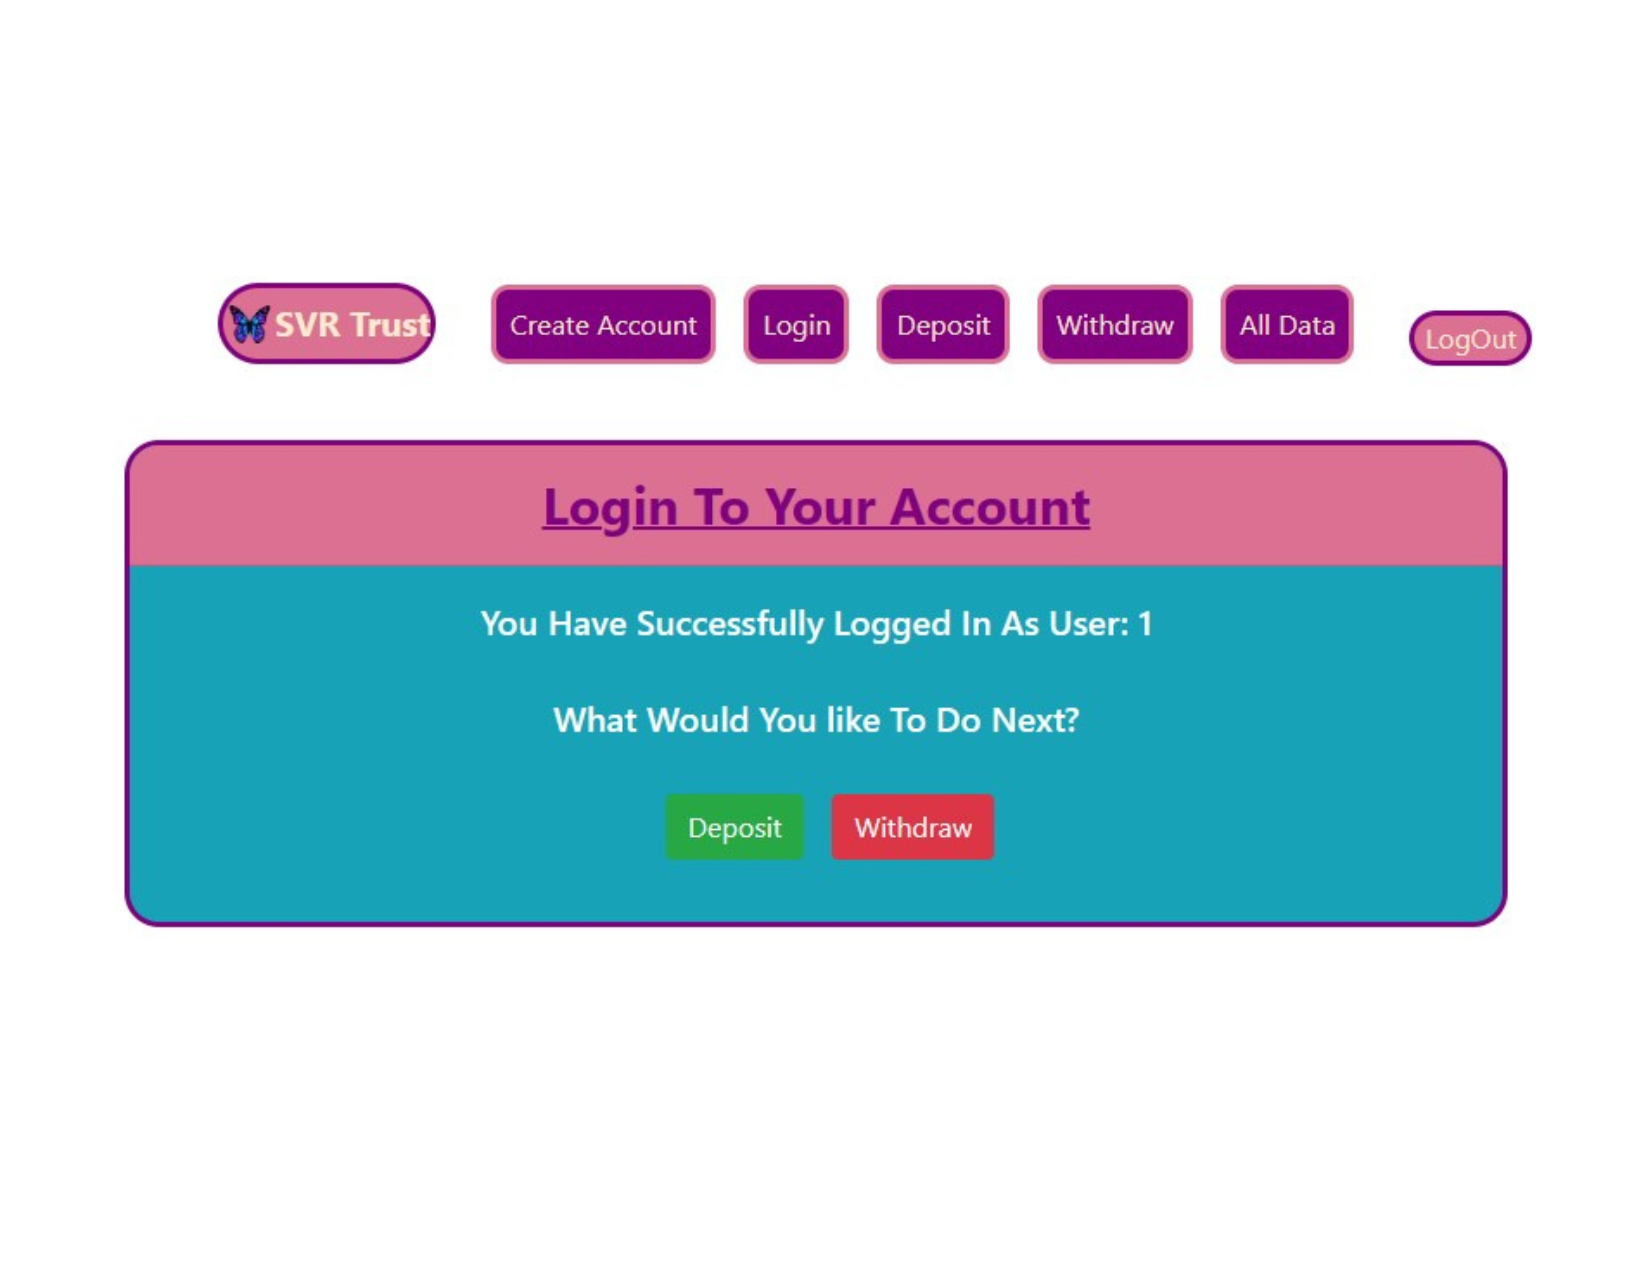 SVR Trust Create Account Login Deposit Withdraw All Data LogOut
Login To Your Account
You Have Successfully Logged In As User: 1
What Would You like To Do Next?
Deposit Withdraw